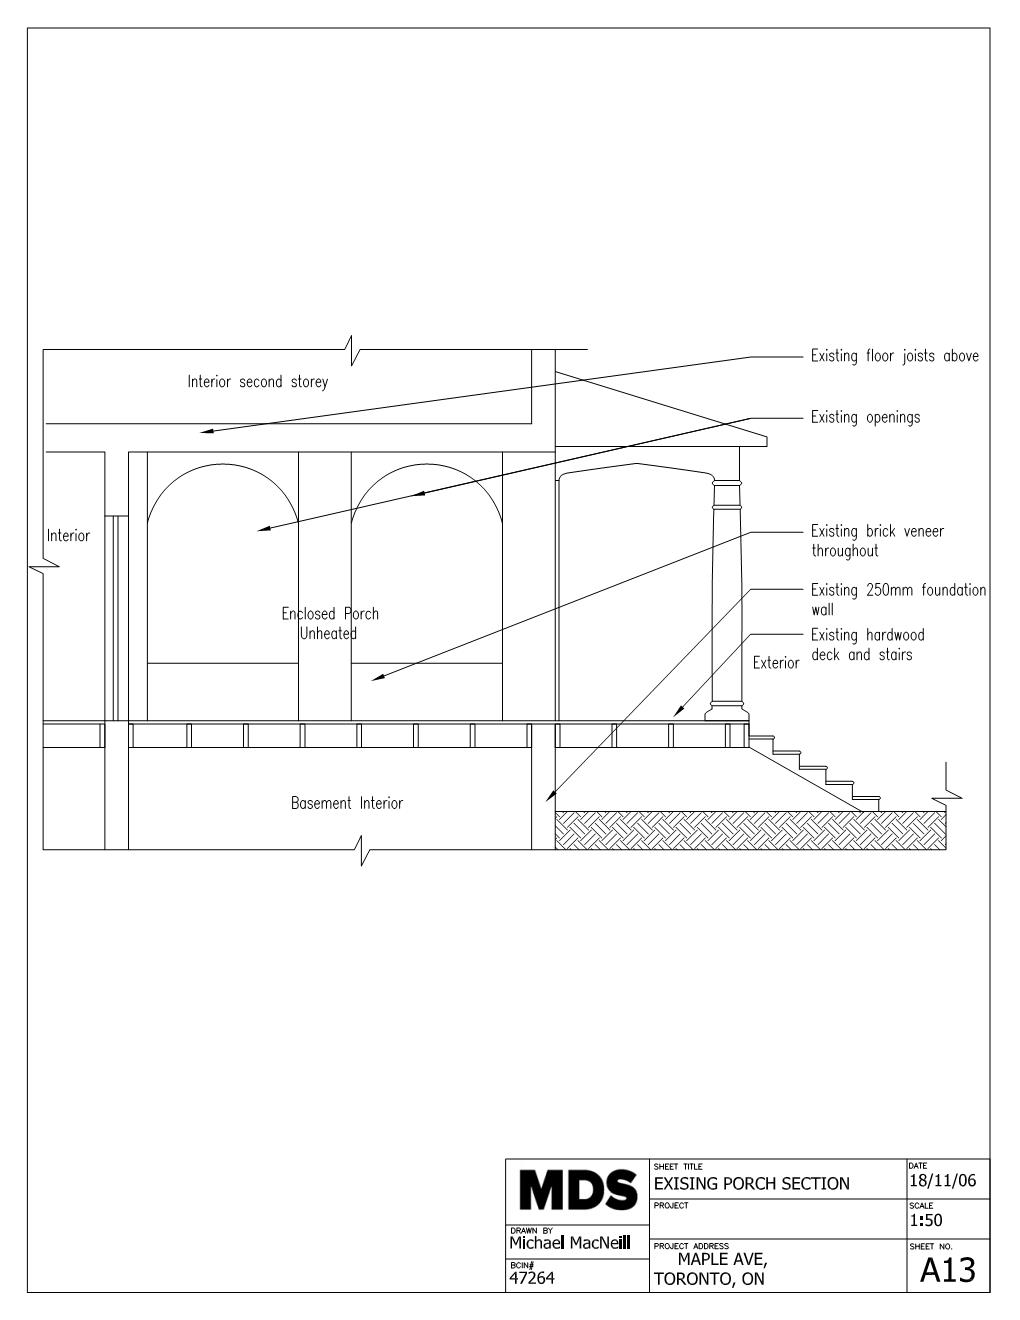 Existing floor joists above
Interior second storey
Existing openings
Interior
Existing brick veneer
throughout
Existing 250mm foundation
wall
Enclosed Porch
Unheated
Existing hardwood
deck and stairs
Exterior
Basement Interior
MDS
DRAWN BY
Michael MacNeill
BCIN#
47264
SHEET TITLE
EXISING PORCH SECTION
PROJECT
PROJECT ADDRESS
MAPLE AVE,
TORONTO, ON
DATE
18/11/06
SCALE
1:50
SHEET NO.
A13